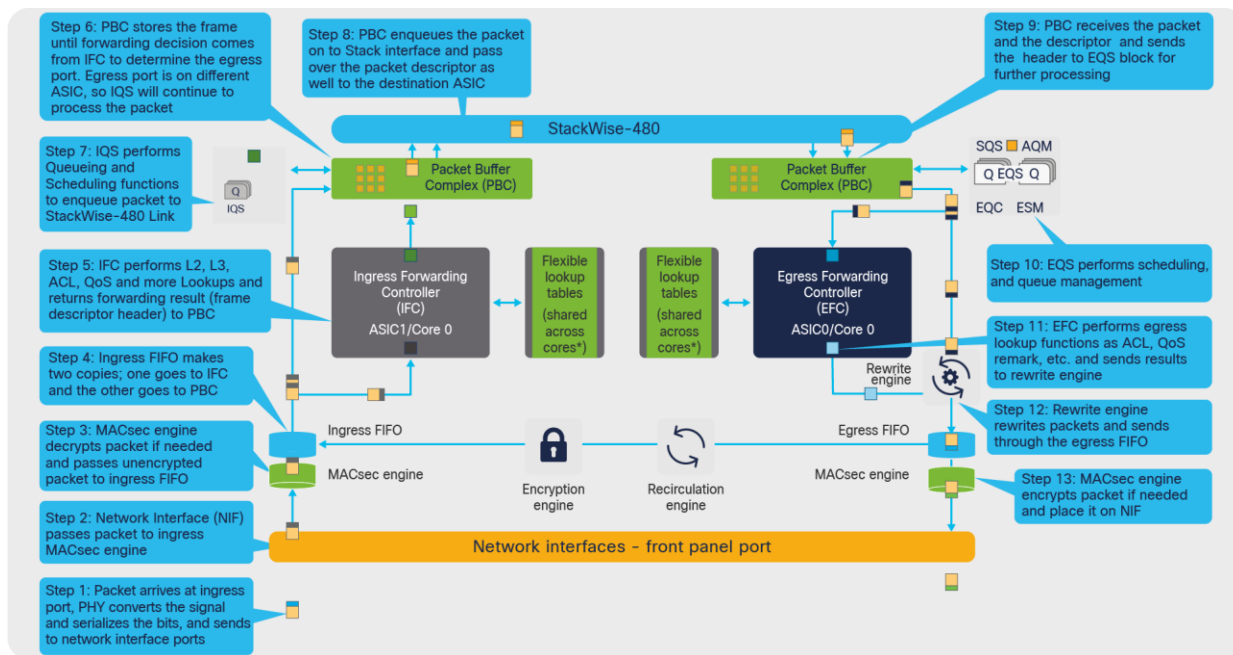 Step 6: PBC stores the frame
until forwarding decision comes
from IFC to determine the egress
port. Egress port is on different
ASIC, so IQS will continue to
process the packet
Step 8: PBC enqueues the packet
on to Stack interface and pass
over the packet descriptor as
well to the destination ASIC
Step 9: PBC receives the packet
and the descriptor and sends
the header to EQS block for
further processing
StackWise-480
Step 7: IQS performs
Queueing and
Scheduling functions
to enqueue packet to
StackWise-480 Link
Q
IQS
Packet Buffer
Complex (PBC)
Packet Buffer
Complex (PBC)
SQS AQM
Q EQS Q
EQC ESM
Step 5: IFC performs L2, L3,
ACL, QoS and more Lookups and
returns forwarding result (frame
descriptor header) to PBC
Ingress Forwarding
Controller
(IFC)
ASIC1/Core 0
Flexible
lookup
tables
(shared
across
cores*)
Flexible
lookup
tables
(shared
across
cores*)
Egress Forwarding
Controller
(EFC)
ASIC0/Core 0
Step 10: EQS performs scheduling,
and queue management
Step 11: EFC performs egress
lookup functions as ACL, QoS
remark, etc. and sends results
to rewrite engine
Step 4: Ingress FIFO makes
two copies; one goes to IFC
and the other goes to PBC
Rewrite
engine
Step 12: Rewrite engine
rewrites packets and sends
through the egress FIFO
Step 3: MACsec engine
decrypts packet if needed
and passes unencrypted
packet to ingress FIFO
Ingress FIFO
MACsec engine
Encryption
engine
Recirculation
engine
Egress FIFO
MACsec engine
Step 13: MACsec engine
encrypts packet if needed
and place it on NIF
Step 2: Network Interface (NIF)
passes packet to ingress
MACsec engine
Network interfaces - front panel port
Step 1: Packet arrives at ingress
port, PHY converts the signal
and serializes the bits, and sends
to network interface ports